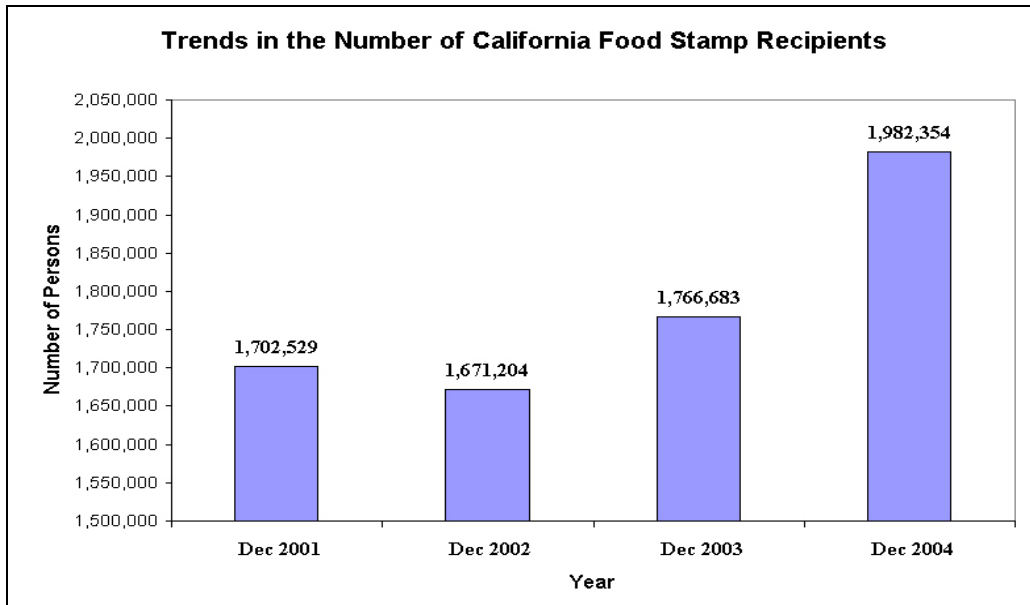 Trends in the Number of California Food Stamp Recipients
Number of Persons
2,050,000
2,000,000
1,950,000
1,900,000
1,850,000
1,800,000
1,750,000
1,700,000
1,650,000
1,600,000
1,550,000
1,500,000
1,702,529
1,671,204
1,766,683
1,982,354
Dec 2001
Dec 2002
Dec 2003
Dec 2004
Year